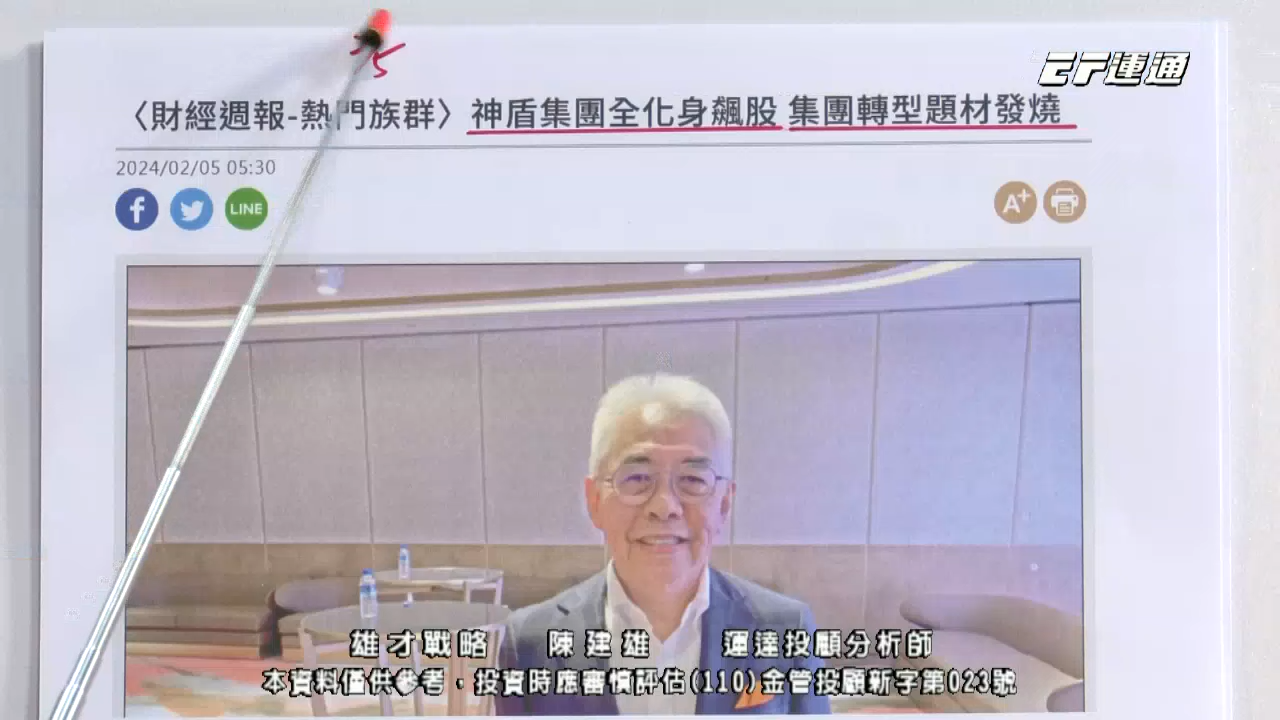 25
EF運通
〈財經週報-熱門族群〉神盾集團全化身飆股 集團轉型題材發燒
2024/02/05 05:30
f
LINE
A+
雄才戰略 陳建雄 運達投顧分析師
本資料僅供參考，投資時應審慎評估(110)金管投顧新字第023號